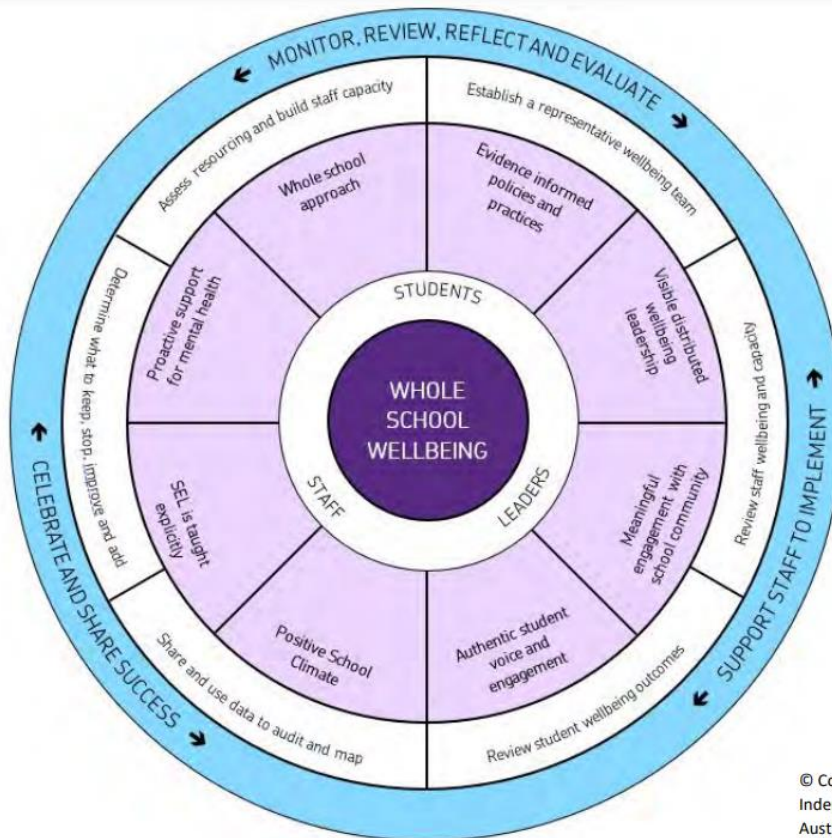 MONITOR, REVIEW, REFLECT AND EVALUATE
SUPPORT STAFF TO IMPLEMENT
CELEBRATE AND SHARE SUCCESS
Establish a representative wellbeing team
Review staff wellbeing and capacity
Review student wellbeing outcomes
Share and use data to audit and map
Determine what to keep, stop, improve and add
Assess resourcing and build staff capacity
Whole school
approach
Evidence informed
policies and
practices
Visible distributed
wellbeing
leadership
Meaningful
engagement with
school community
Authentic student
voice and
engagement
Positive School
Climate
SEL is taught
explicitly
Proactive support
for mental health
STUDENTS
LEADERS
STAFF
WHOLE
SCHOOL
WELLBEING
© Co
Inde
Aust